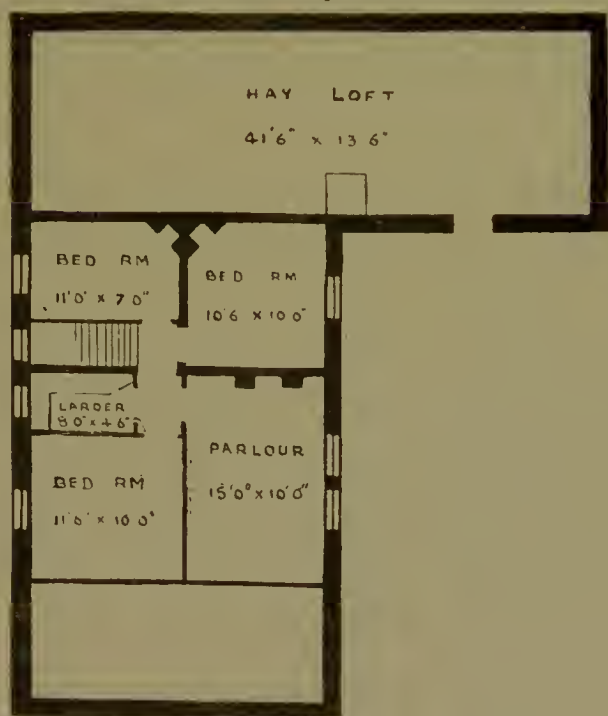 HAY LOFT
41'6" x 13'6"
BED RM
11'0" x 7'0"
BED RM
10'6 x 10'0"
LARDER
8'0" x 4'6"
PARLOUR
15'0" x 10'0"
BED RM
11'6" x 10'0"